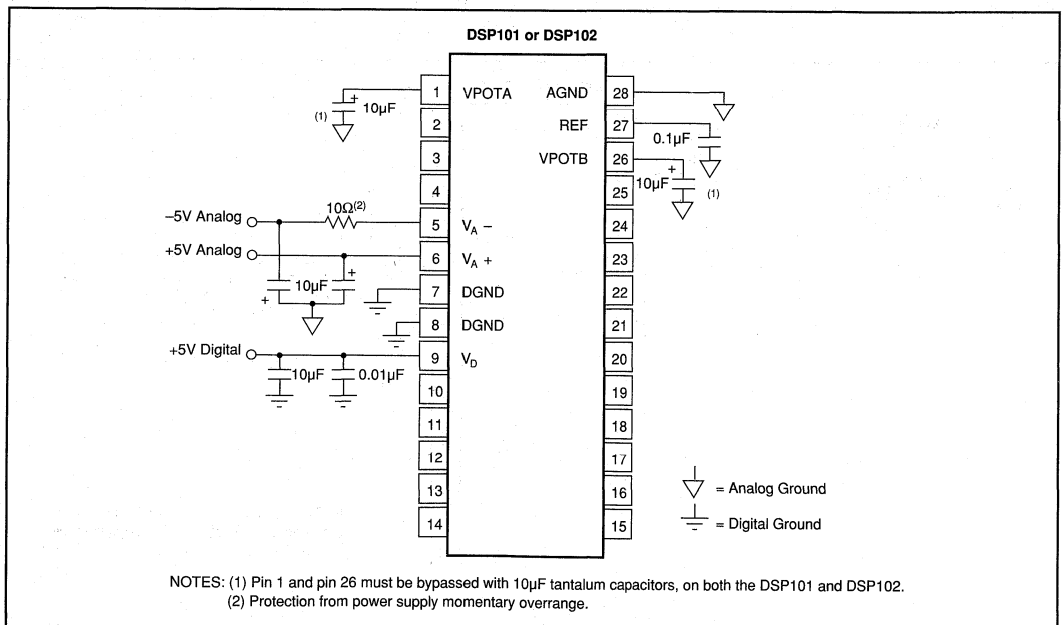 DSP101 or DSP102
1 VPOTA AGND 28
+ 10µF
(1)
2 REF 27
0.1µF
3 VPOTB 26
+
10µF
(1)
4 25
–5V Analog 10Ω(2) 5 VA – 24
+5V Analog 6 VA + 23
+ 10µF +
7 DGND 22
8 DGND 21
+5V Digital 9 VD 20
10µF 0.01µF
10 19
11 18
12 17
13 16
14 15
= Analog Ground
= Digital Ground
NOTES: (1) Pin 1 and pin 26 must be bypassed with 10µF tantalum capacitors, on both the DSP101 and DSP102.
(2) Protection from power supply momentary overrange.